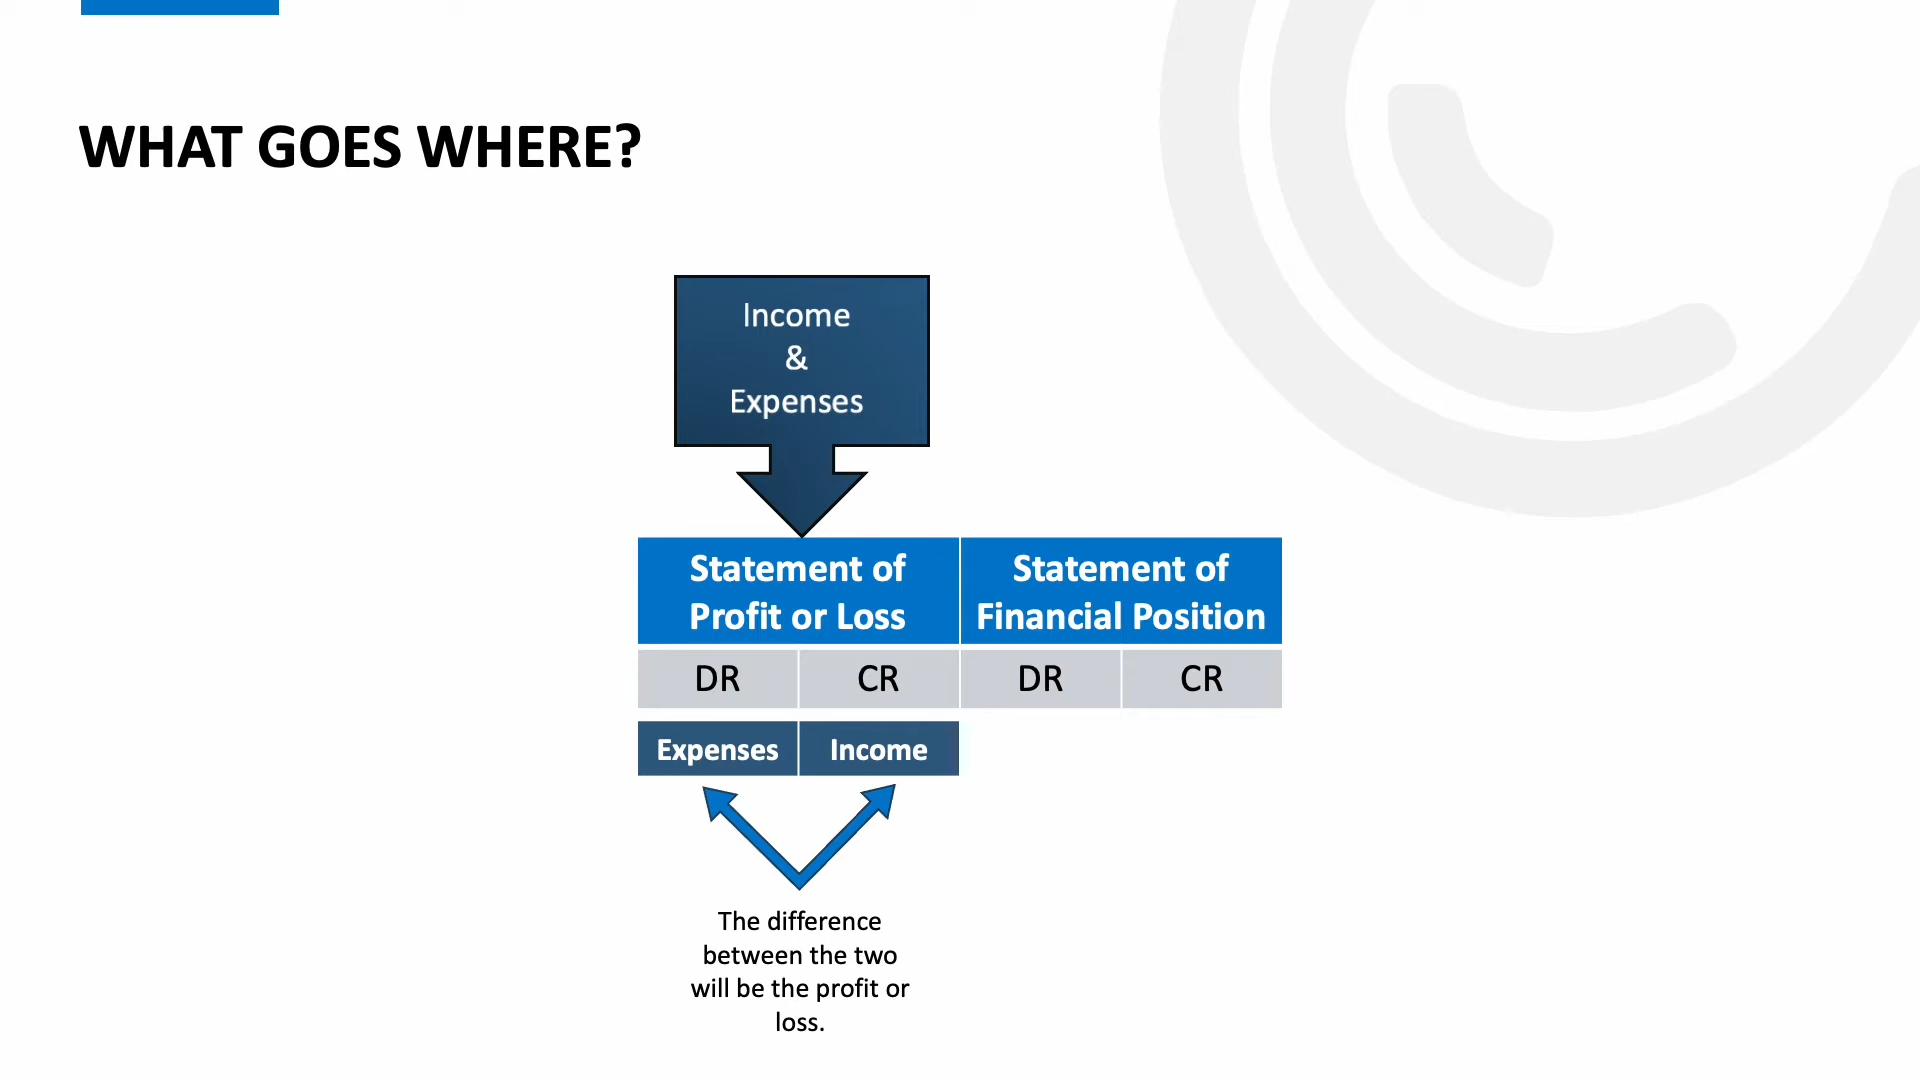 WHAT GOES WHERE?
Income
&
Expenses
Statement of
Profit or Loss
Statement of
Financial Position
DR
CR
DR
CR
Expenses
Income
The difference
between the two
will be the profit or
loss.